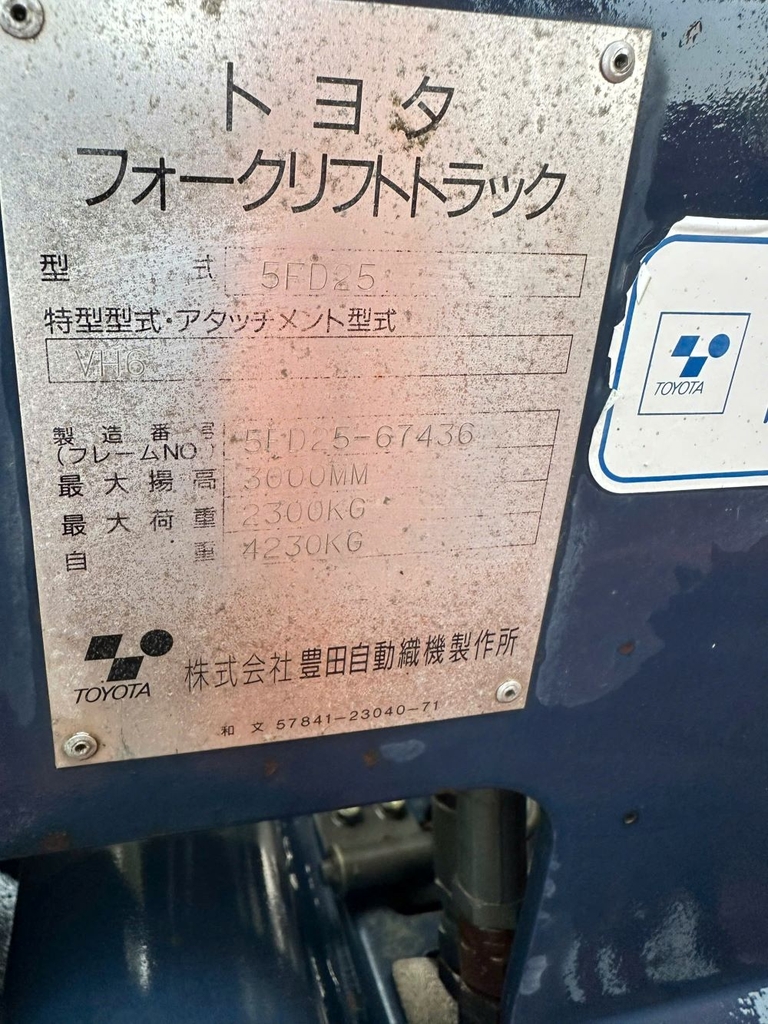 トヨタ
フォークリフトトラック
型式 5FD25
特型型式・アタッチメント型式
VH6
製造番号 (フレームNO) 5FD25-67436
最大揚高 3000MM
最大荷重 2300KG
自重 4230KG
TOYOTA 株式会社 豊田自動織機製作所
和文 57841-23040-71
TOYOTA